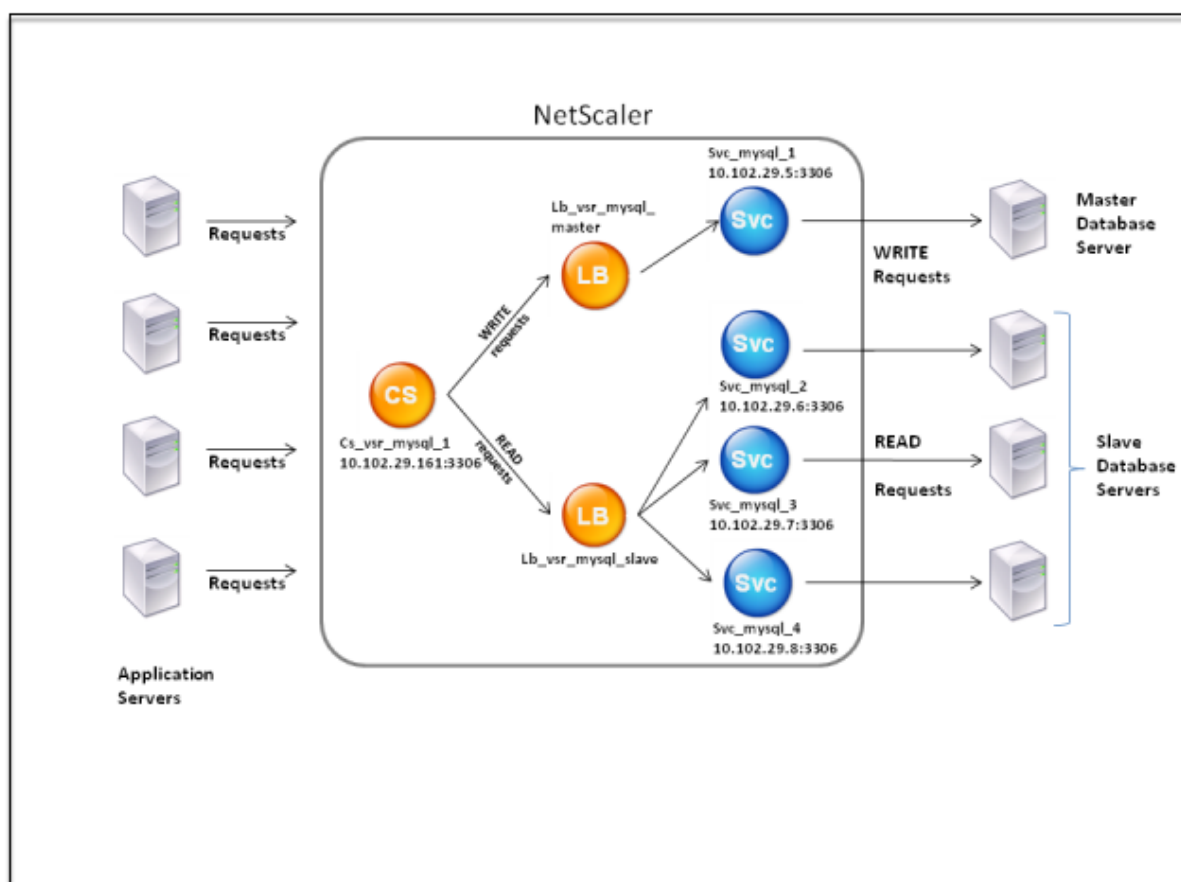 NetScaler
Requests
Requests
Requests
Requests
Application
Servers
CS
Cs_vsr_mysql_1
10.102.29.161:3306
WRITE
requests
READ
requests
Lb_vsr_mysql_
master
LB
LB
Lb_vsr_mysql_slave
Svc_mysql_1
10.102.29.5:3306
Svc
Svc
Svc_mysql_2
10.102.29.6:3306
Svc
Svc_mysql_3
10.102.29.7:3306
Svc
Svc_mysql_4
10.102.29.8:3306
WRITE
Requests
READ
Requests
Master
Database
Server
Slave
Database
Servers